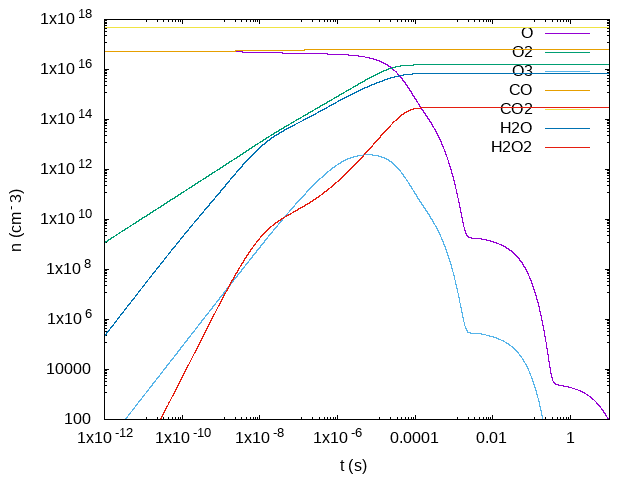 1x10 18
1x10 16
1x10 14
1x10 12
1x10 10
1x10 8
1x10 6
10000
100
n (cm-3)
1x10-12
1x10-10
1x10-8
1x10-6
0.0001
0.01
1
t (s)
O
O2
O3
CO
CO2
H2O
H2O2